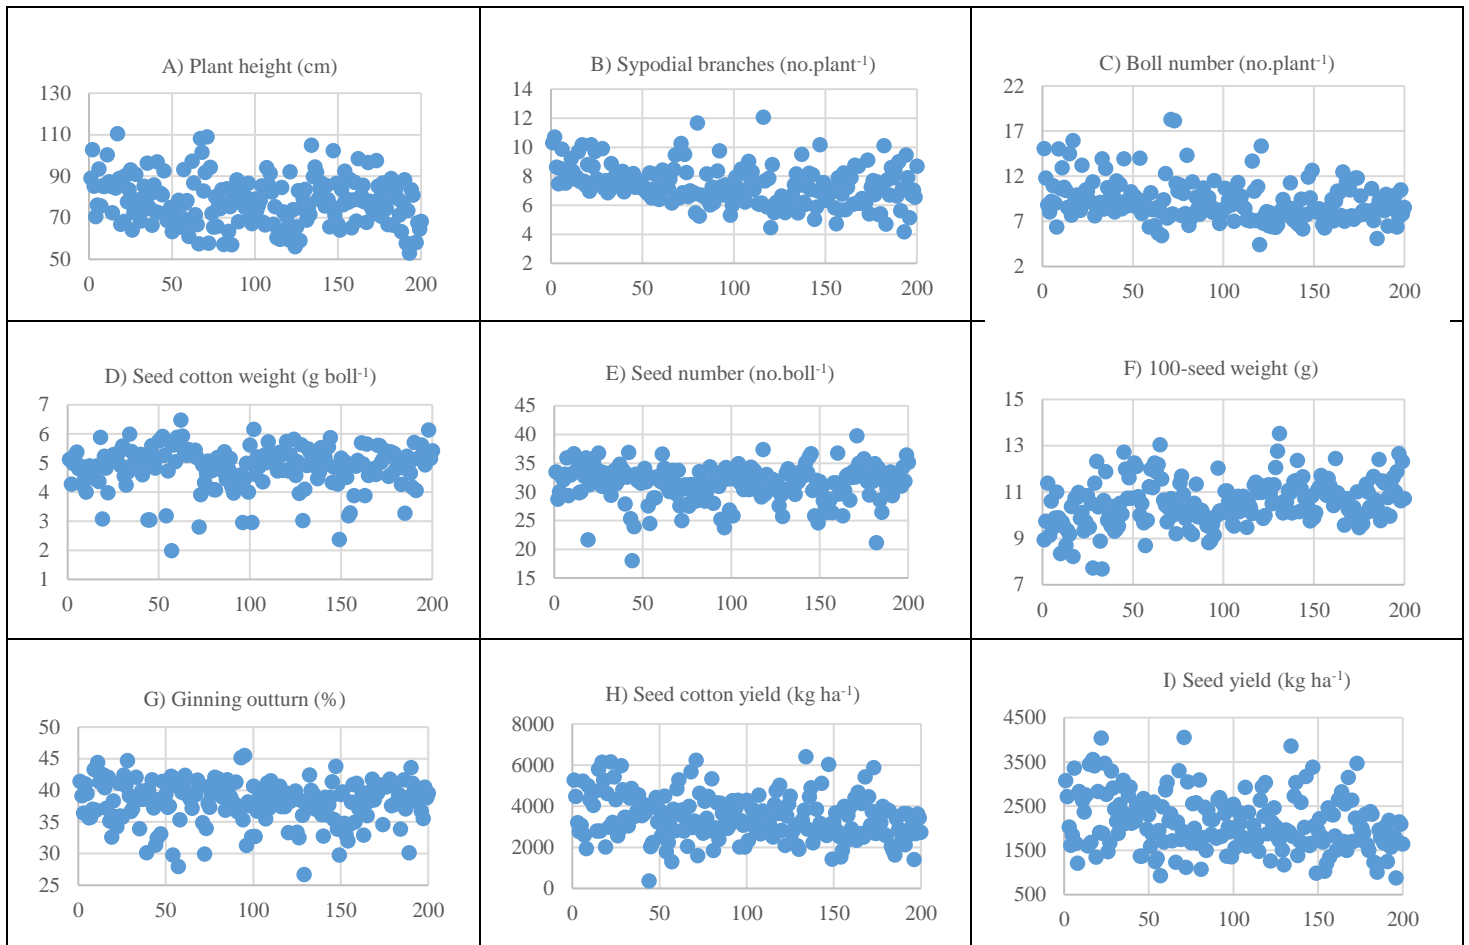 A) Plant height (cm)
130
110
90
70
50
0 50 100 150 200
B) Sypodial branches (no.plant-1)
14
12
10
8
6
4
2
0 50 100 150 200
C) Boll number (no.plant-1)
22
17
12
7
2
0 50 100 150 200
D) Seed cotton weight (g boll-1)
7
6
5
4
3
2
1
0 50 100 150 200
E) Seed number (no.boll-1)
45
40
35
30
25
20
15
0 50 100 150 200
F) 100-seed weight (g)
15
13
11
9
7
0 50 100 150 200
G) Ginning outturn (%)
50
45
40
35
30
25
0 50 100 150 200
H) Seed cotton yield (kg ha-1)
8000
6000
4000
2000
0
0 50 100 150 200
I) Seed yield (kg ha-1)
4500
3500
2500
1500
500
0 50 100 150 200